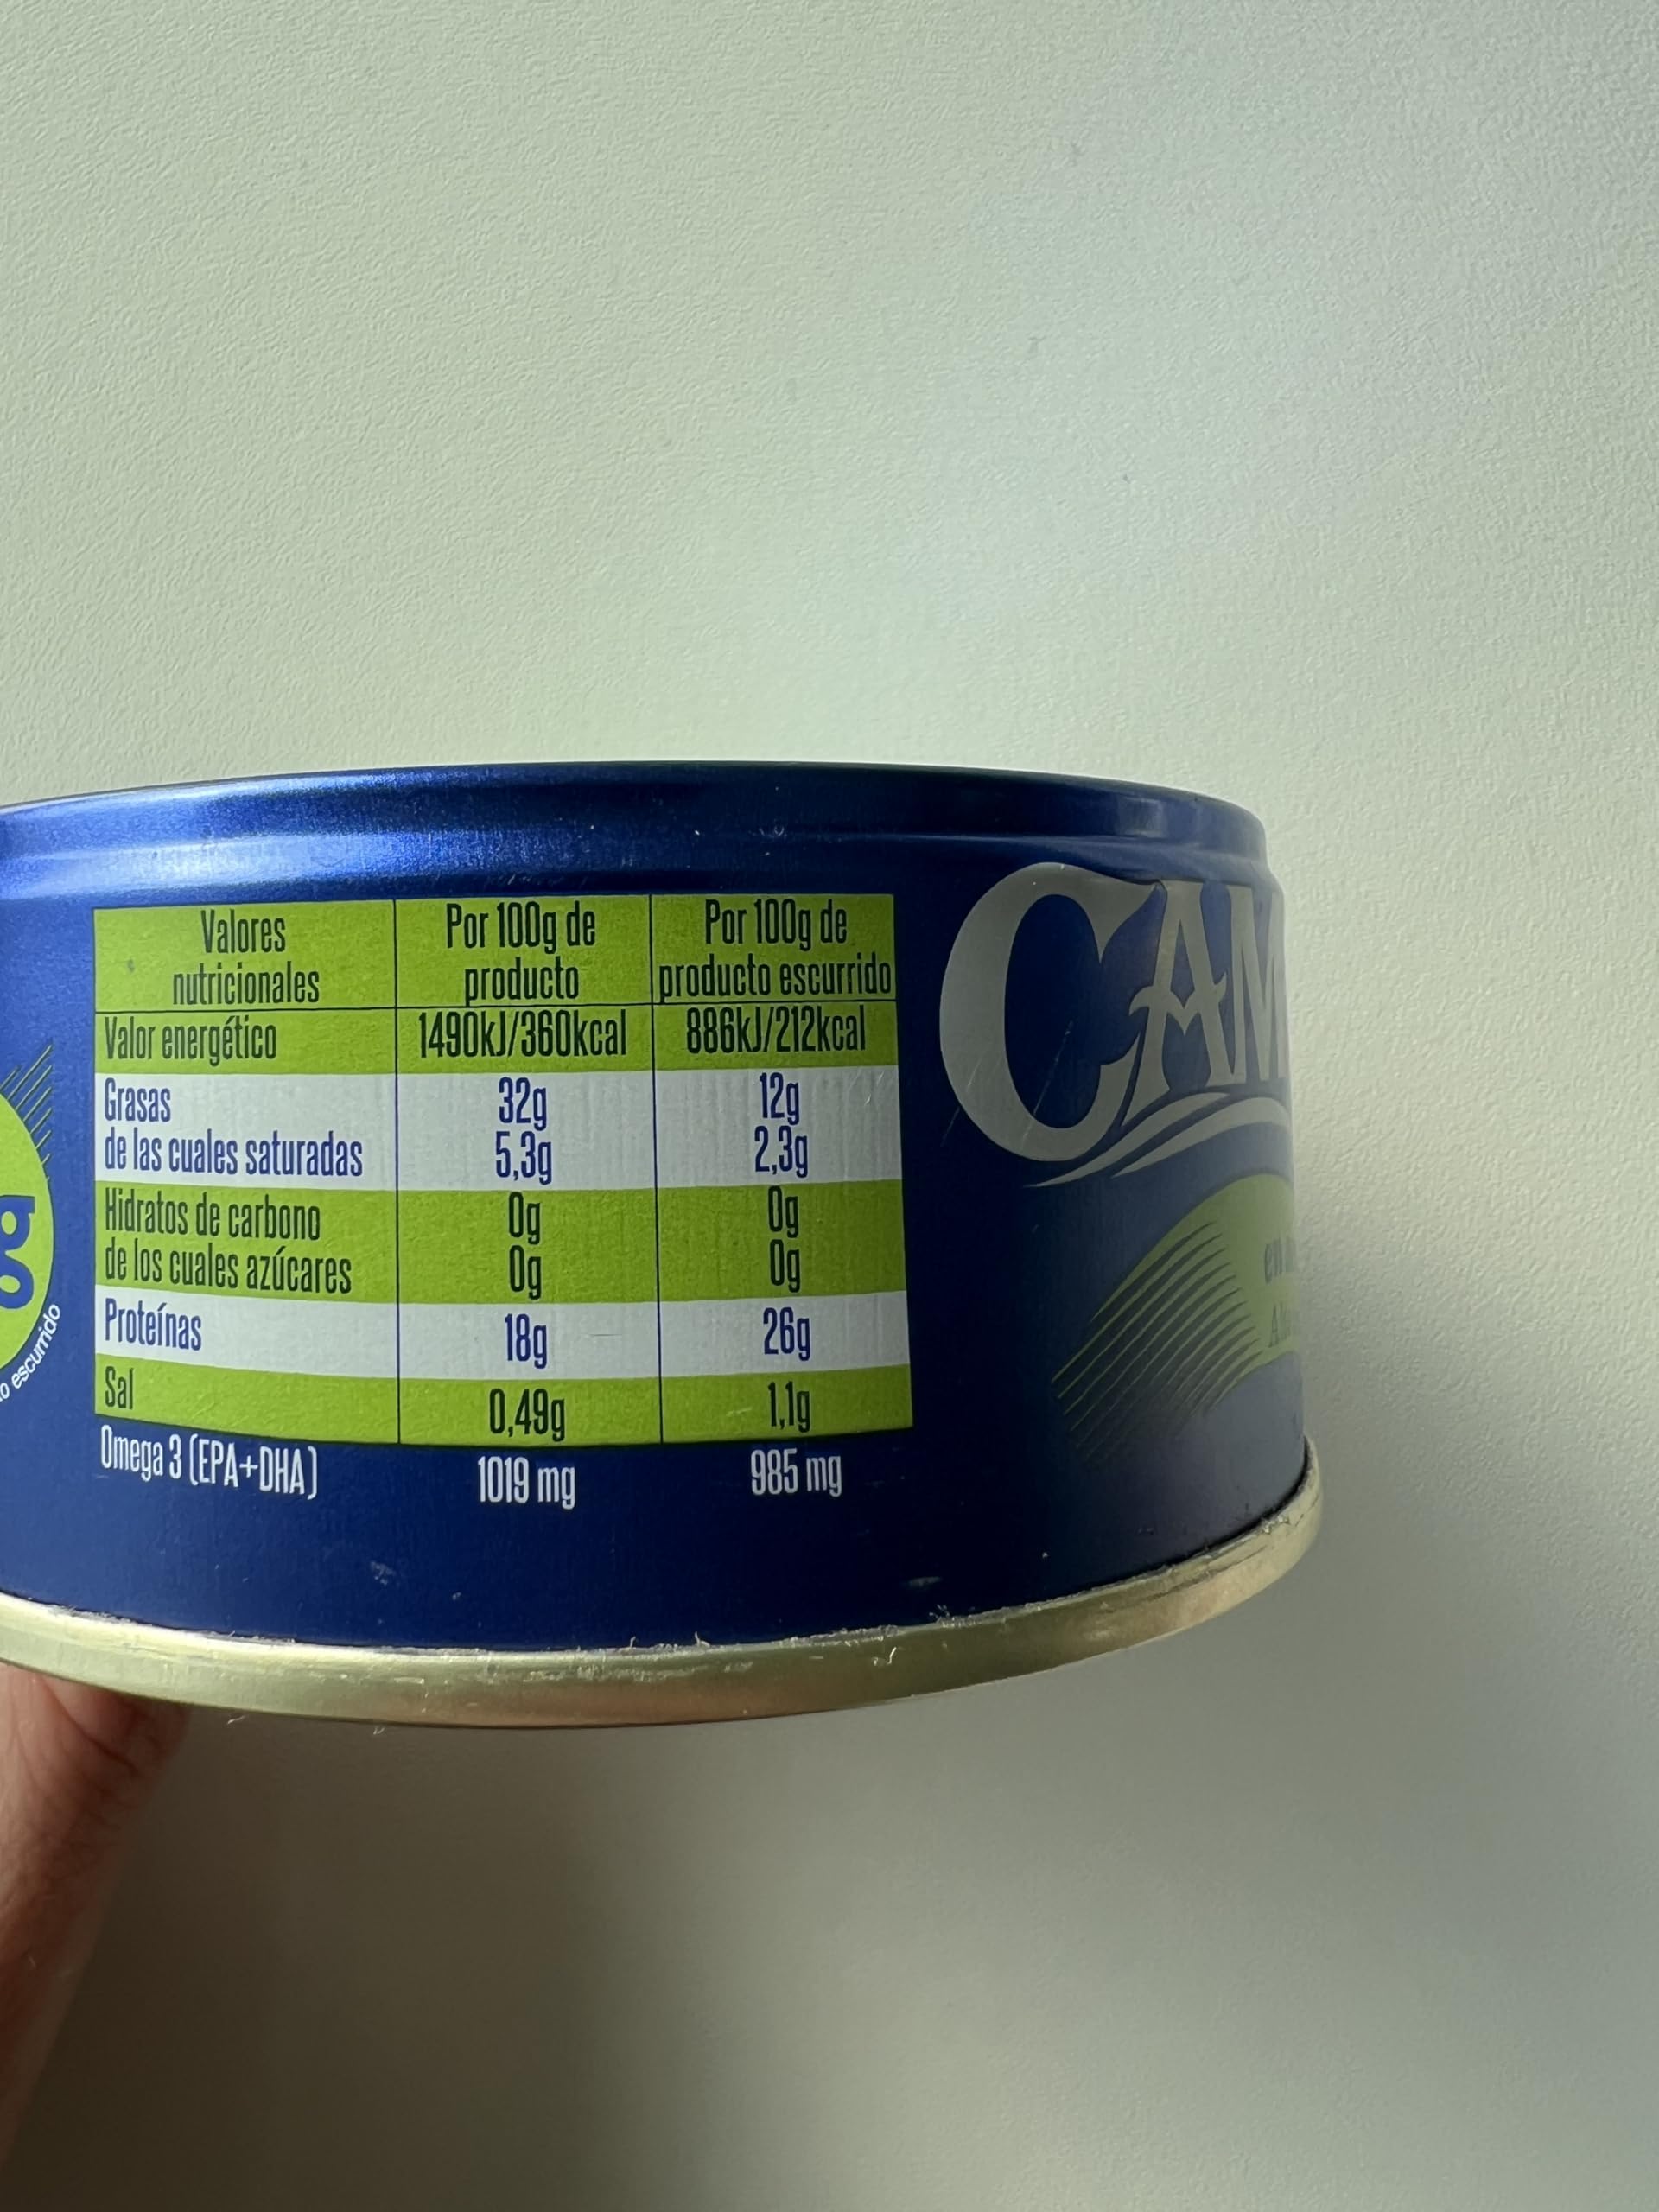 Valores nutricionales
Por 100g de producto
Por 100g de producto escurrido
Valor energético 1490kJ/360kcal 886kJ/212kcal
Grasas 32g 12g
de las cuales saturadas 5,3g 2,3g
Hidratos de carbono 0g 0g
de los cuales azúcares 0g 0g
Proteínas 18g 26g
Sal 0,49g 1,1g
Omega 3 (EPA+DHA) 1019 mg 985 mg
g
escurrido
CAM
en